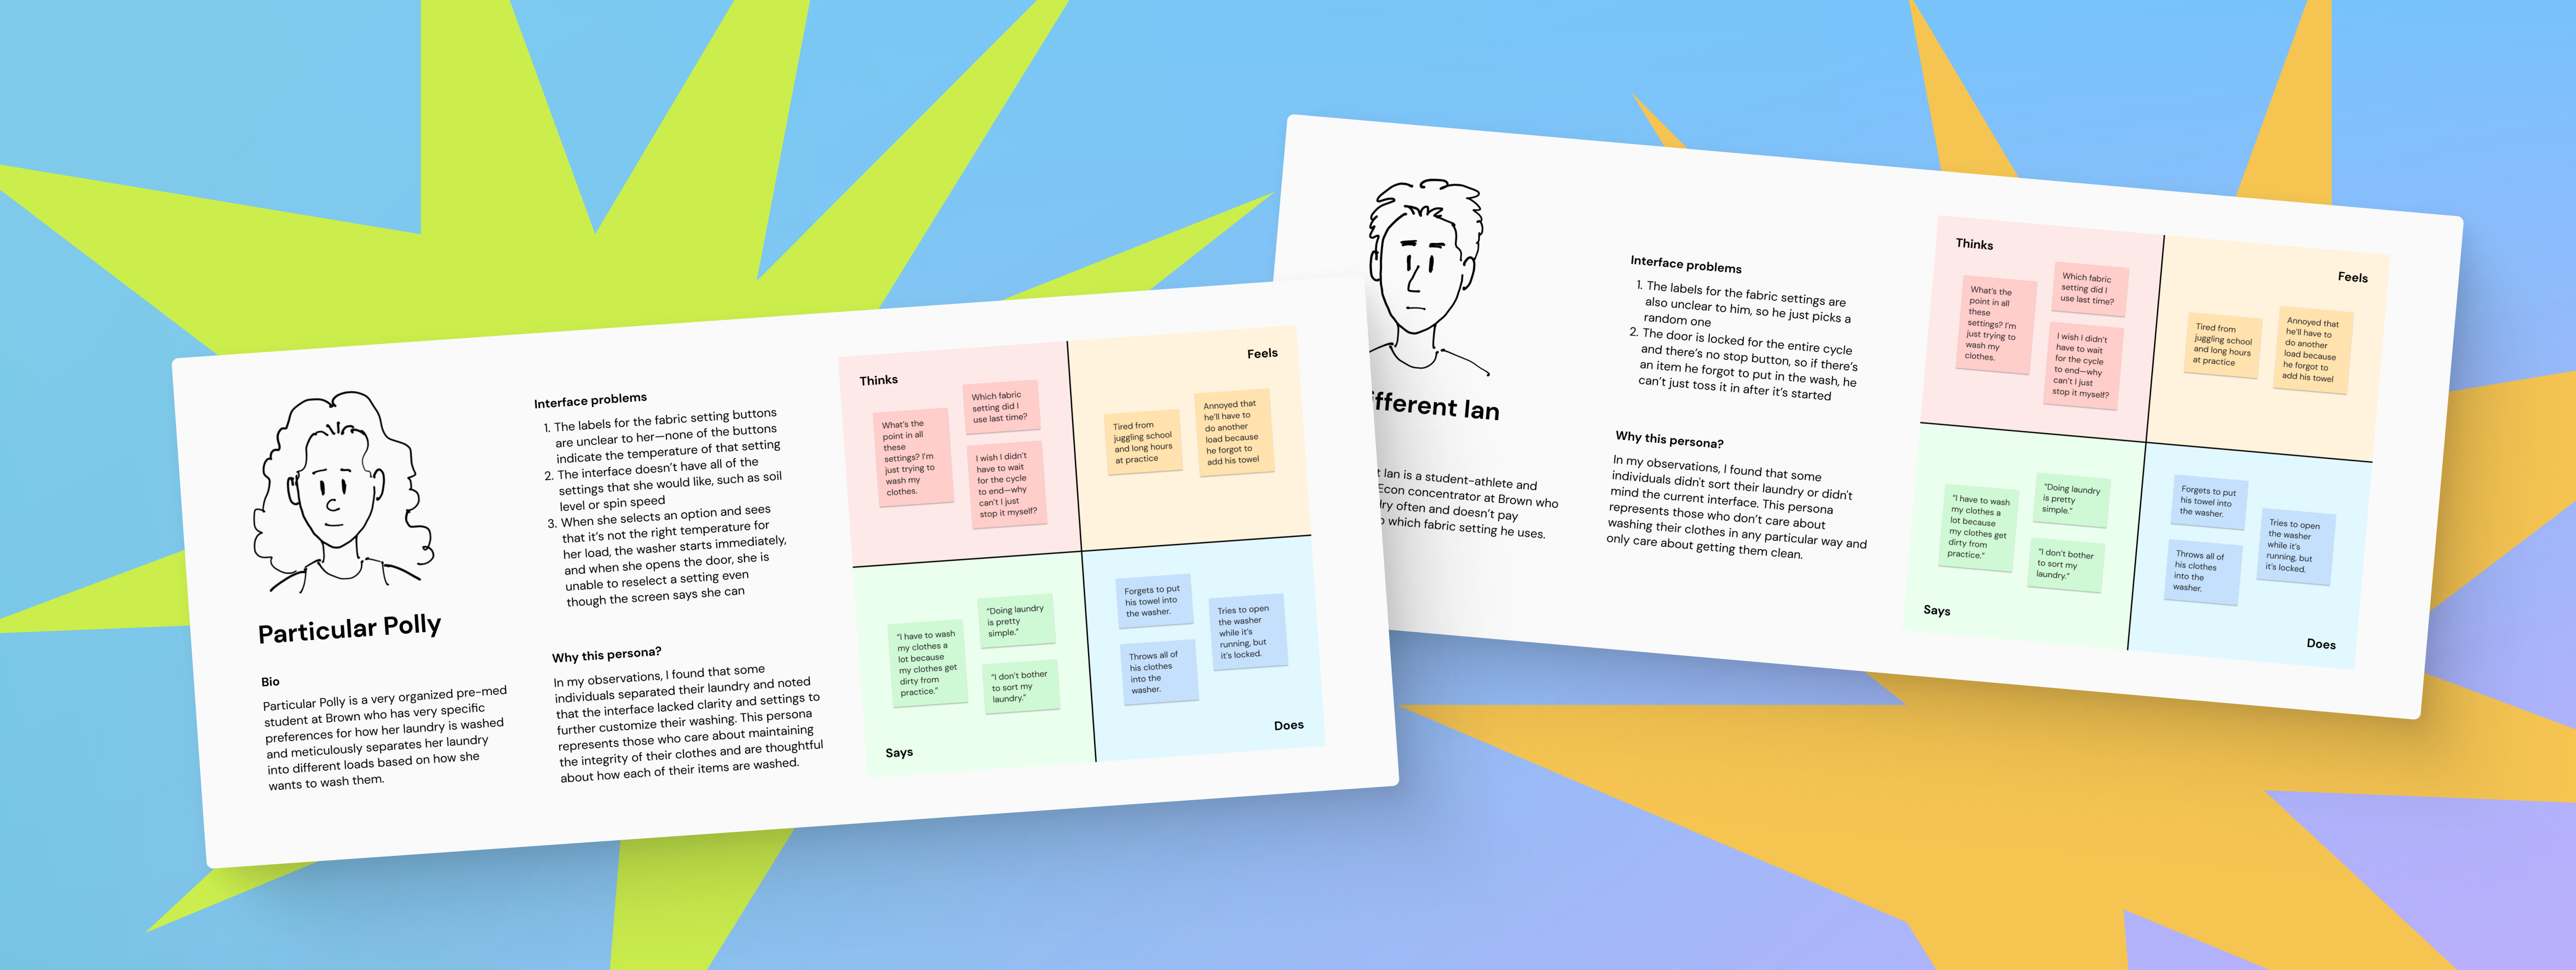 Particular Polly
Bio
Particular Polly is a very organized pre-med
student at Brown who has very specific
preferences for how her laundry is washed
and meticulously separates her laundry
into different loads based on how she
wants to wash them.
Interface problems
1. The labels for the fabric setting buttons
are unclear to her—none of the buttons
indicate the temperature of that setting
2. The interface doesn't have all of the
settings that she would like, such as soil
level or spin speed
3. When she selects an option and sees
that it's not the right temperature for
her load, the washer starts immediately,
and when she opens the door, she is
unable to reselect a setting even
though the screen says she can
Why this persona?
In my observations, I found that some
individuals separated their laundry and noted
that the interface lacked clarity and settings to
further customize their washing. This persona
represents those who care about maintaining
the integrity of their clothes and are thoughtful
about how each of their items are washed.
Thinks
What's the
point in all
these
settings? I'm
just trying to
wash my
clothes.
Which fabric
setting did I
use last time?
I wish I didn't
have to wait
for the cycle
to end—why
can't I just
stop it myself?
Feels
Tired from
juggling school
and long hours
at practice
Annoyed that
he'll have to
do another
load because
he forgot to
add his towel
"I have to wash
my clothes a
lot because
my clothes get
dirty from
practice."
"Doing laundry
is pretty
simple."
"I don't bother
to sort my
laundry."
Says
Forgets to put
his towel into
the washer.
Throws all of
his clothes
into the
washer.
Tries to open
the washer
while it's
running, but
it's locked.
Does
fferent Ian
t Ian is a student-athlete and
Econ concentrator at Brown who
dry often and doesn't pay
o which fabric setting he uses.
Interface problems
1. The labels for the fabric settings are
also unclear to him, so he just picks a
random one
2. The door is locked for the entire cycle
and there's no stop button, so if there's
an item he forgot to put in the wash, he
can't just toss it in after it's started
Why this persona?
In my observations, I found that some
individuals didn't sort their laundry or didn't
mind the current interface. This persona
represents those who don't care about
washing their clothes in any particular way and
only care about getting them clean.
Thinks
What's the
point in all
these
settings? I'm
just trying to
wash my
clothes.
Which fabric
setting did I
use last time?
I wish I didn't
have to wait
for the cycle
to end—why
can't I just
stop it myself?
Feels
Tired from
juggling school
and long hours
at practice
Annoyed that
he'll have to
do another
load because
he forgot to
add his towel
"I have to wash
my clothes a
lot because
my clothes get
dirty from
practice."
"Doing laundry
is pretty
simple."
"I don't bother
to sort my
laundry."
Says
Forgets to put
his towel into
the washer.
Throws all of
his clothes
into the
washer.
Tries to open
the washer
while it's
running, but
it's locked.
Does